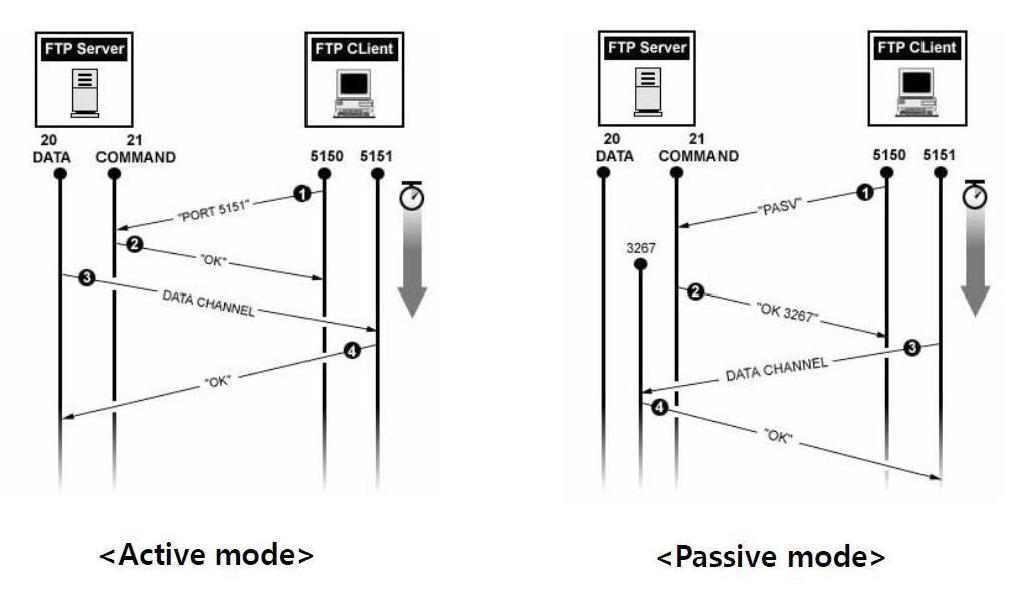 FTP Server
FTP CLient
20
DATA
21
COMMAND
5150
5151
1
"PORT 5151"
2
"OK"
3
DATA CHANNEL
4
"OK"
<Active mode>
FTP Server
FTP CLient
20
DATA
21
COMMAND
5150
5151
1
"PASV"
3267
2
"OK 3267"
3
DATA CHANNEL
4
"OK"
<Passive mode>